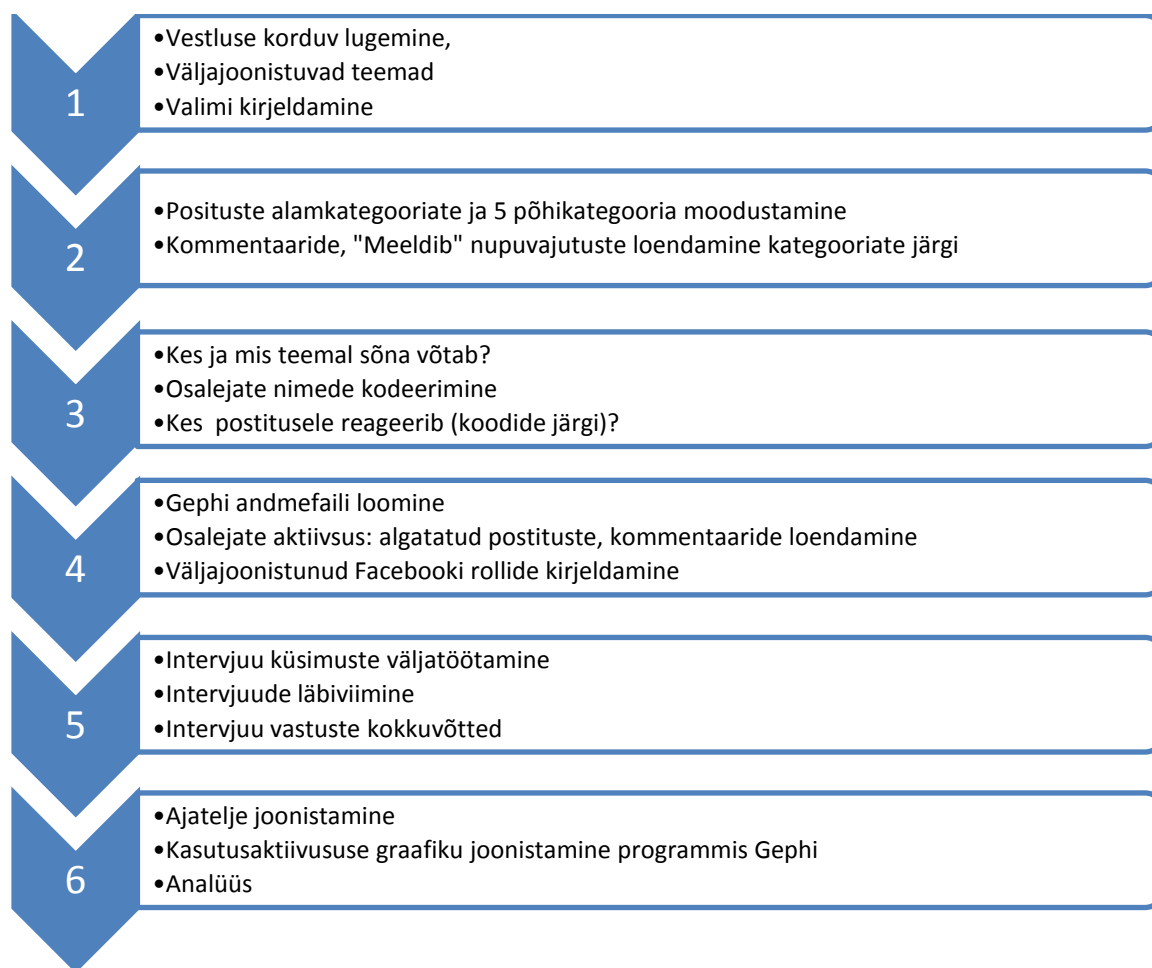 1
•Vestluse korduv lugemine,
•Väljajoonistuvad teemad
•Valimi kirjeldamine
2
•Posituste alamkategooriate ja 5 põhikategooria moodustamine
•Kommentaaride, "Meeldib" nupuvajutuste loendamine kategooriate järgi
3
•Kes ja mis teemal sõna võtab?
•Osalejate nimede kodeerimine
•Kes  postitusele reageerib (koodide järgi)?
4
•Gephi andmefaili loomine
•Osalejate aktiivsus: algatatud postituste, kommentaaride loendamine
•Väljajoonistunud Facebooki rollide kirjeldamine
5
•Intervjuu küsimuste väljatöötamine
•Intervjuude läbiviimine
•Intervjuu vastuste kokkuvõtted
6
•Ajatelje joonistamine
•Kasutusaktiivususe graafiku joonistamine programmis Gephi
•Analüüs